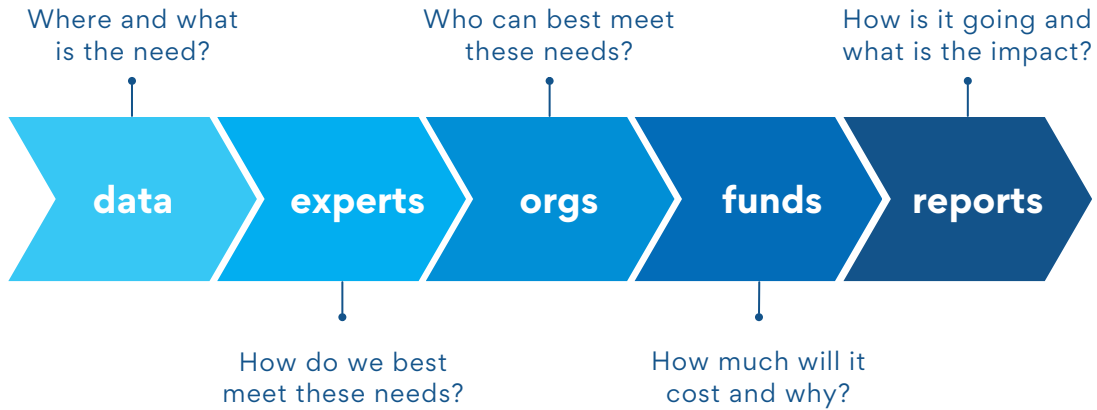 Where and what
is the need?
Who can best meet
these needs?
How is it going and
what is the impact?
data
experts
orgs
funds
reports
How do we best
meet these needs?
How much will it
cost and why?